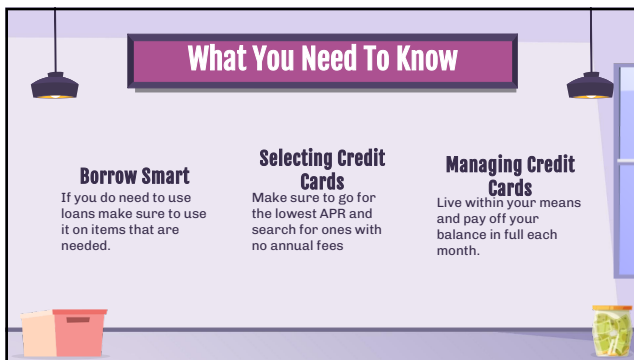 What You Need To Know
Borrow Smart
If you do need to use
loans make sure to use
it on items that are
needed.
Selecting Credit
Cards
Make sure to go for
the lowest APR and
search for ones with
no annual fees
Managing Credit
Cards
Live within your means
and pay off your
balance in full each
month.